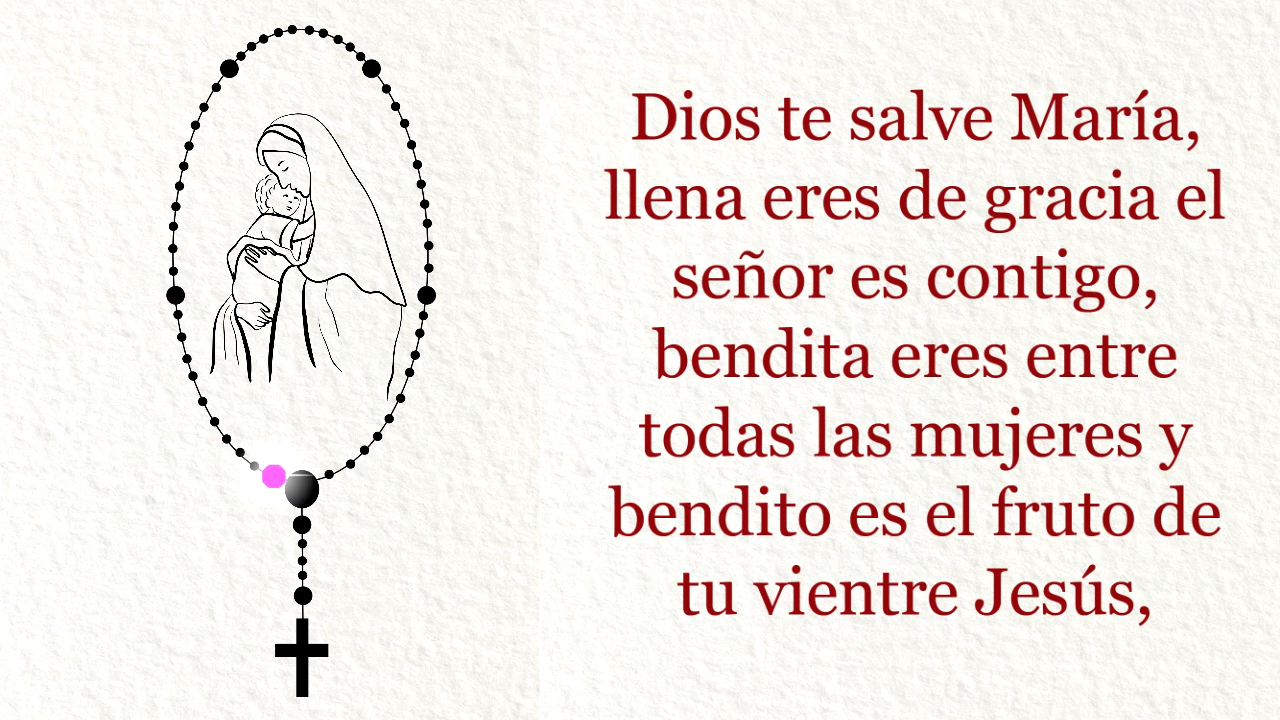 Dios te salve María,
llena eres de gracia el
señor es contigo,
bendita eres entre
todas las mujeres y
bendito es el fruto de
tu vientre Jesús,